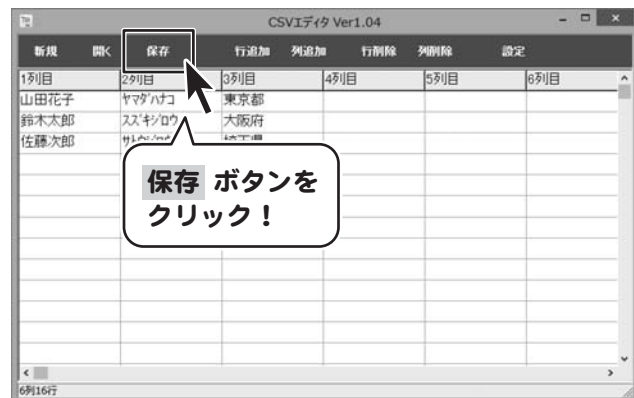 CSVエディタ Ver1.04
新規 開く 保存 行追加 列追加 行削除 列削除 設定
1列目 2列目 3列目 4列目 5列目 6列目
山田花子 ヤマダハナコ 東京都
鈴木太郎 スズキジロウ 大阪府
佐藤次郎 埼玉県
保存 ボタンを
クリック！
6列16行